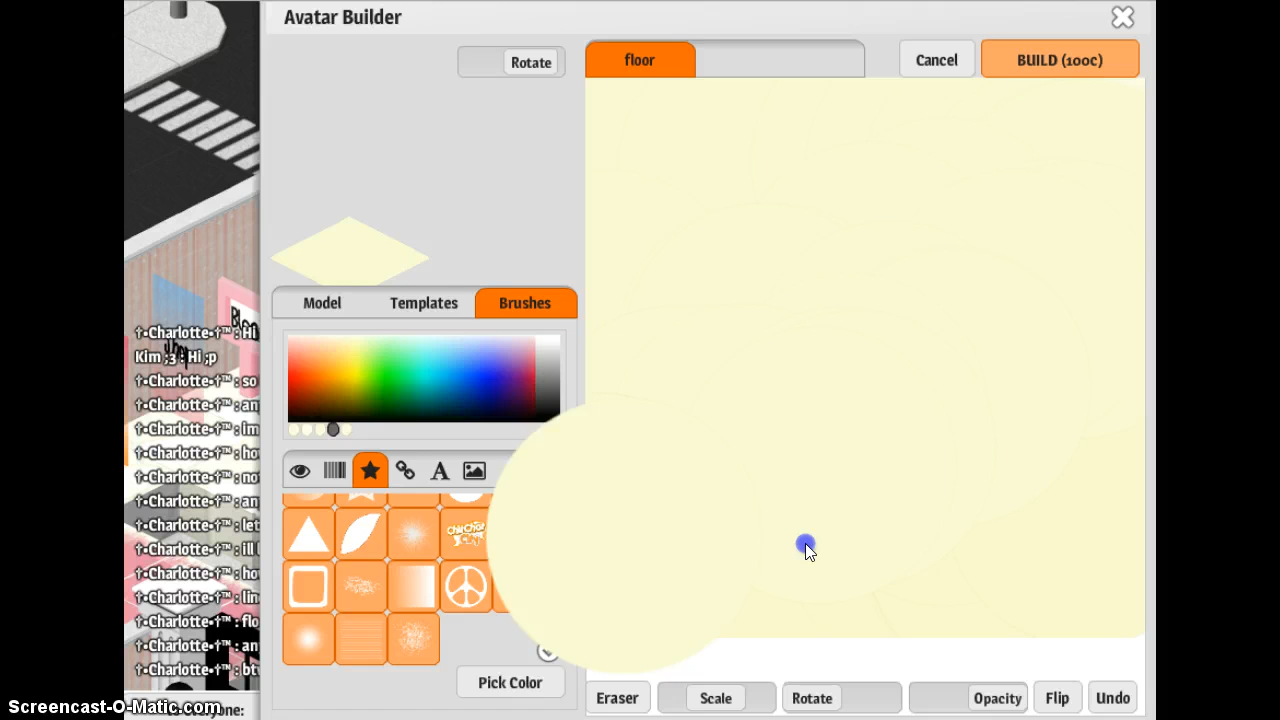 Avatar Builder
Rotate
floor
Cancel
BUILD (100C)
Model
Templates
Brushes
†•Charlotte•†™ : Hi
Kim ;3 : Hi ;p
†•Charlotte•†™ : so
†•Charlotte•†™ : an
†•Charlotte•†™ : Im
†•Charlotte•†™ : ho
†•Charlotte•†™ : no
†•Charlotte•†™ : an
†•Charlotte•†™ : let
†•Charlotte•†™ : ill
†•Charlotte•†™ : ho
†•Charlotte•†™ : lin
†•Charlotte•†™ : flo
†•Charlotte•†™ : an
†•Charlotte•†™ : bt
A
Pick Color
Eraser
Scale
Rotate
Opacity
Flip
Undo
to everyone:
Screencast-O-Matic.com